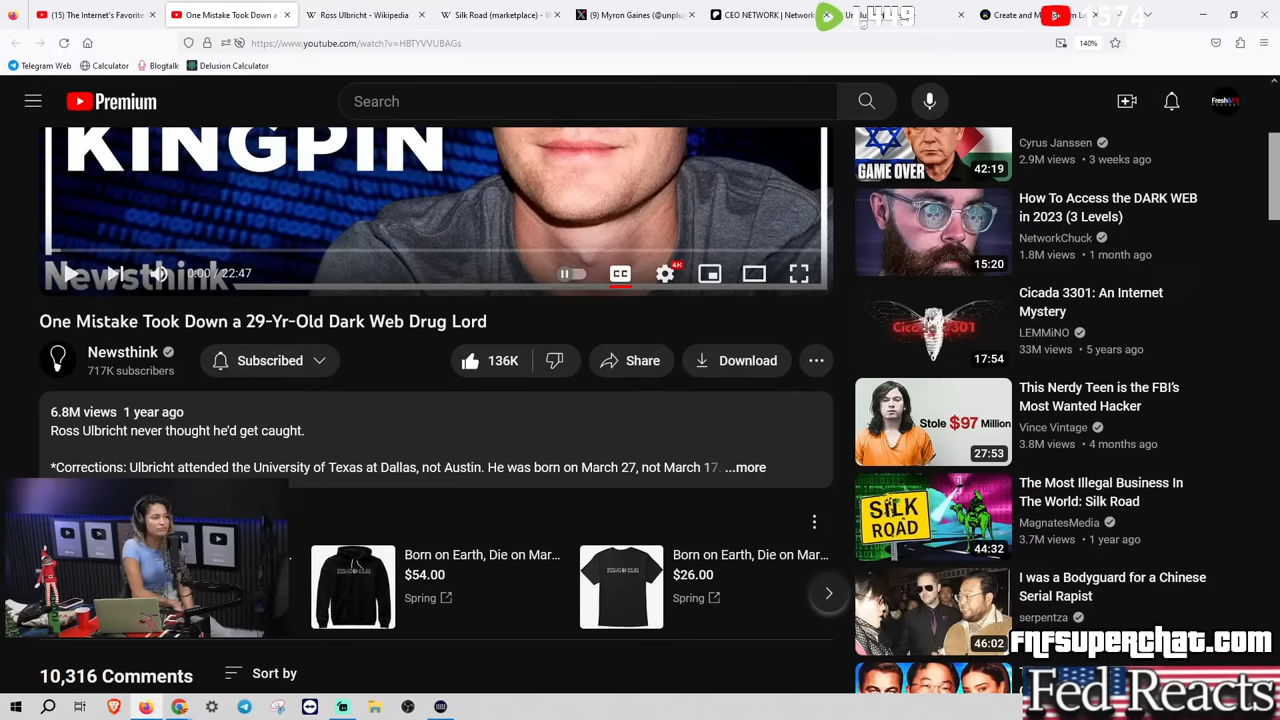 (15) The Internet's Favorite
One Mistake Took Down a
Ross Ulbricht - Wikipedia
Silk Road (marketplace) - W
(9) Myron Gaines (@unplu
CEO NETWORK | Network
1,445
1574
https://www.youtube.com/watch?v=HBTYVVUBAGs
140%
Telegram Web
Calculator
Blogtalk
Delusion Calculator
Premium
Search
Fresh&Fit
KINGPIN
Newsthink
0:00 / 22:47
CC
4K
One Mistake Took Down a 29-Yr-Old Dark Web Drug Lord
Newsthink
717K subscribers
Subscribed
136K
Share
Download
6.8M views 1 year ago
Ross Ulbricht never thought he'd get caught.
*Corrections: Ulbricht attended the University of Texas at Dallas, not Austin. He was born on March 27, not March 17. ...more
Born on Earth, Die on Mar...
$54.00
Spring
Born on Earth, Die on Mar...
$26.00
Spring
10,316 Comments
Sort by
GAME OVER
42:19
Cyrus Janssen
2.9M views • 3 weeks ago
15:20
How To Access the DARK WEB
in 2023 (3 Levels)
NetworkChuck
1.8M views • 1 month ago
Cicada 3301
17:54
Cicada 3301: An Internet
Mystery
LEMMiNO
33M views • 5 years ago
Stole $97 Million
27:53
This Nerdy Teen is the FBI's
Most Wanted Hacker
Vince Vintage
3.8M views • 4 months ago
SILK
ROAD
44:32
The Most Illegal Business In
The World: Silk Road
MagnatesMedia
3.7M views • 1 year ago
46:02
I was a Bodyguard for a Chinese
Serial Rapist
serpentza
FNFSUPERCHAT.COM
Fed Reacts